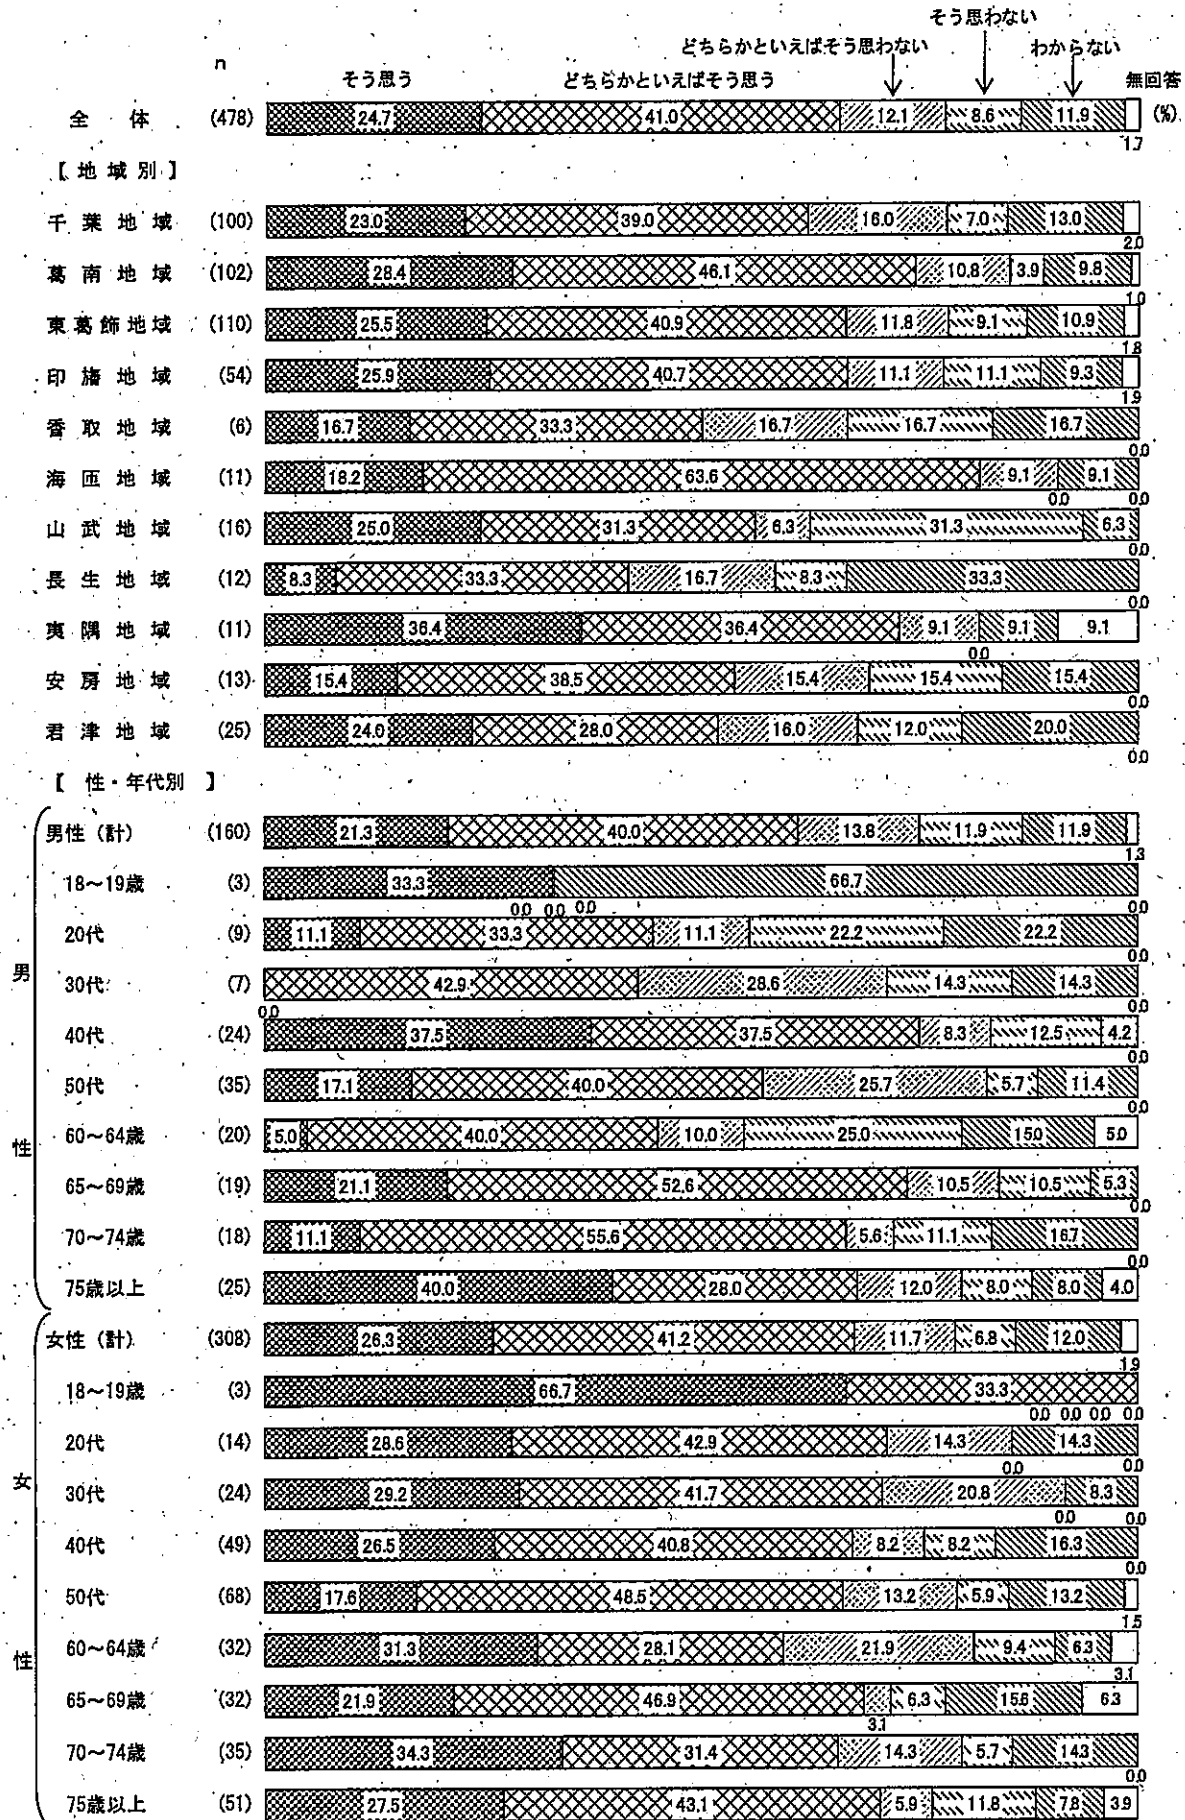 そう思わない
どちらかといえばそう思わない わからない
n
そう思う どちらかといえばそう思う 無回答
全体 (478) 24.7 41.0 12.1 8.6 11.9 (%)
1.7
【地域別】
千葉地域 (100) 23.0 39.0 16.0 7.0 13.0
2.0
葛南地域 (102) 28.4 46.1 10.8 3.9 9.8
1.0
東葛飾地域 (110) 25.5 40.9 11.8 9.1 10.9
1.8
印旛地域 (54) 25.9 40.7 11.1 11.1 9.3
1.9
香取地域 (6) 16.7 33.3 16.7 16.7 16.7
0.0
海匝地域 (11) 18.2 63.6 9.1 9.1
0.0 0.0
山武地域 (16) 25.0 31.3 6.3 31.3 6.3
0.0
長生地域 (12) 8.3 33.3 16.7 8.3 33.3
0.0
夷隅地域 (11) 36.4 36.4 9.1 9.1 9.1
0.0
安房地域 (13) 15.4 38.5 15.4 15.4 15.4
0.0
君津地域 (25) 24.0 28.0 16.0 12.0 20.0
0.0
【 性・年代別 】
男性(計) (160) 21.3 40.0 13.8 11.9 11.9
1.3
18～19歳 (3) 33.3 66.7
0.0 0.0 0.0 0.0
20代 (9) 11.1 33.3 11.1 22.2 22.2
0.0
男
30代 (7) 42.9 28.6 14.3 14.3
0.0 0.0
40代 (24) 37.5 37.5 8.3 12.5 4.2
0.0
50代 (35) 17.1 40.0 25.7 5.7 11.4
0.0
60～64歳 (20) 5.0 40.0 10.0 25.0 15.0 5.0
性
65～69歳 (19) 21.1 52.6 10.5 10.5 5.3
0.0
70～74歳 (18) 11.1 55.6 5.6 11.1 16.7
0.0
75歳以上 (25) 40.0 28.0 12.0 8.0 8.0 4.0
女性(計) (308) 26.3 41.2 11.7 6.8 12.0
1.9
18～19歳 (3) 66.7 33.3
0.0 0.0 0.0 0.0
20代 (14) 28.6 42.9 14.3 14.3
0.0 0.0
女
30代 (24) 29.2 41.7 20.8 8.3
0.0 0.0
40代 (49) 26.5 40.8 8.2 8.2 16.3
0.0
50代 (68) 17.6 48.5 13.2 5.9 13.2
1.5
60～64歳 (32) 31.3 28.1 21.9 9.4 6.3
3.1
性
65～69歳 (32) 21.9 46.9 6.3 15.6 6.3
3.1
70～74歳 (35) 34.3 31.4 14.3 5.7 14.3
0.0
75歳以上 (51) 27.5 43.1 5.9 11.8 7.8 3.9